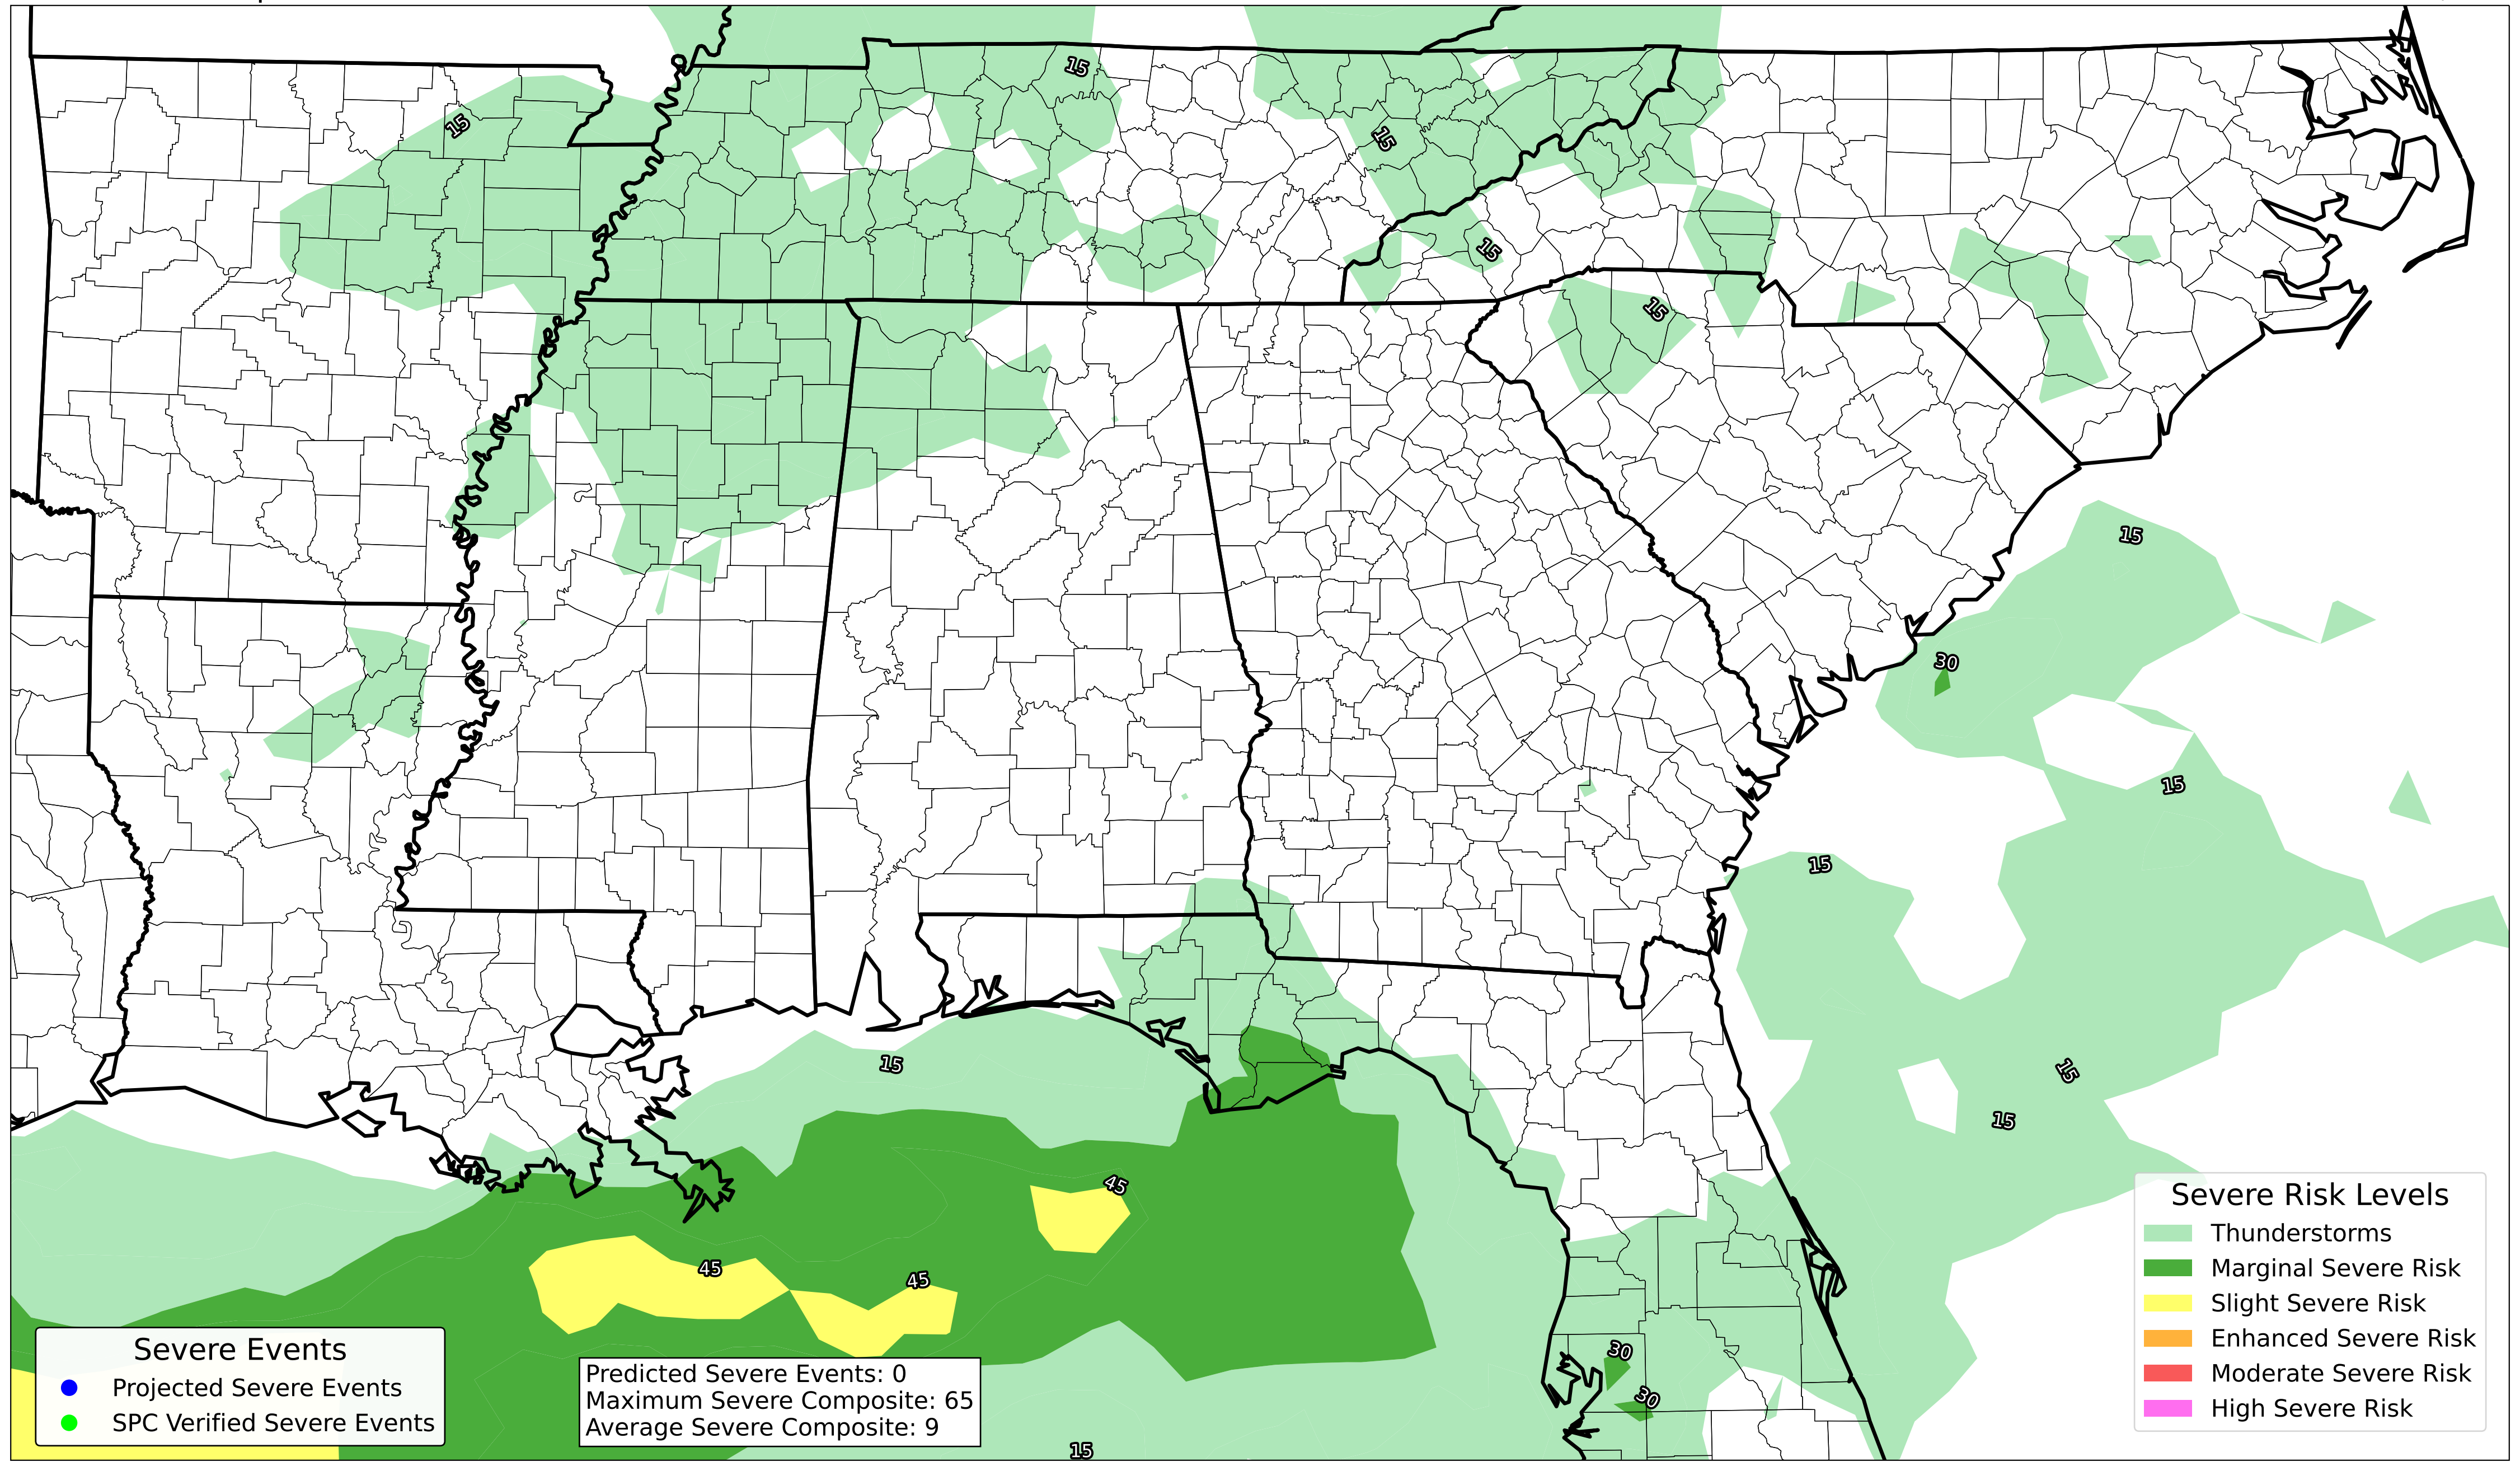 15
15
15
15
15
15
30
15
15
15
15
15
45
45
45
30
30
15
Severe Risk Levels
Thunderstorms
Marginal Severe Risk
Slight Severe Risk
Enhanced Severe Risk
Moderate Severe Risk
High Severe Risk
Severe Events
Projected Severe Events
SPC Verified Severe Events
Predicted Severe Events: 0
Maximum Severe Composite: 65
Average Severe Composite: 9